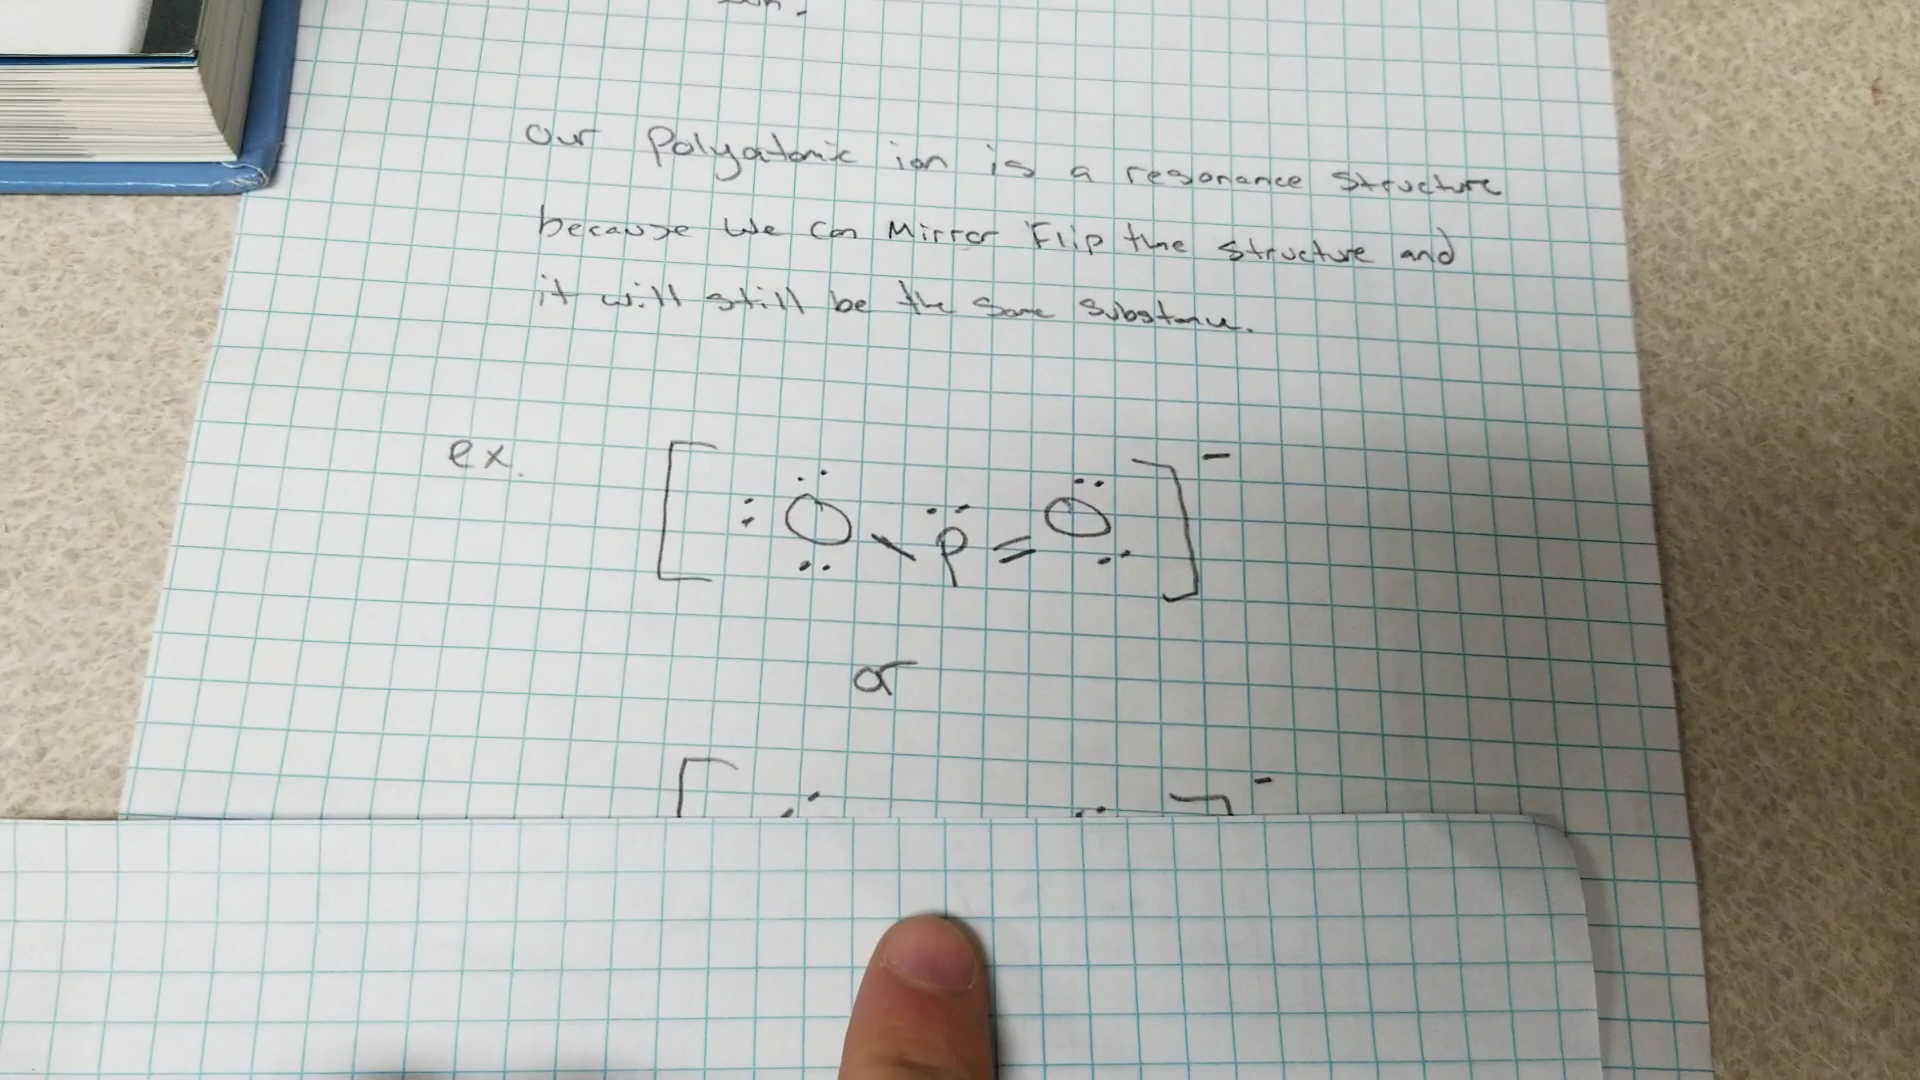 Our Polyatomic ion is a resonance structure
because we can Mirror Flip the structure and
it will still be the same substance.
ex. [ :O - P = O ] -
or
[ ] -